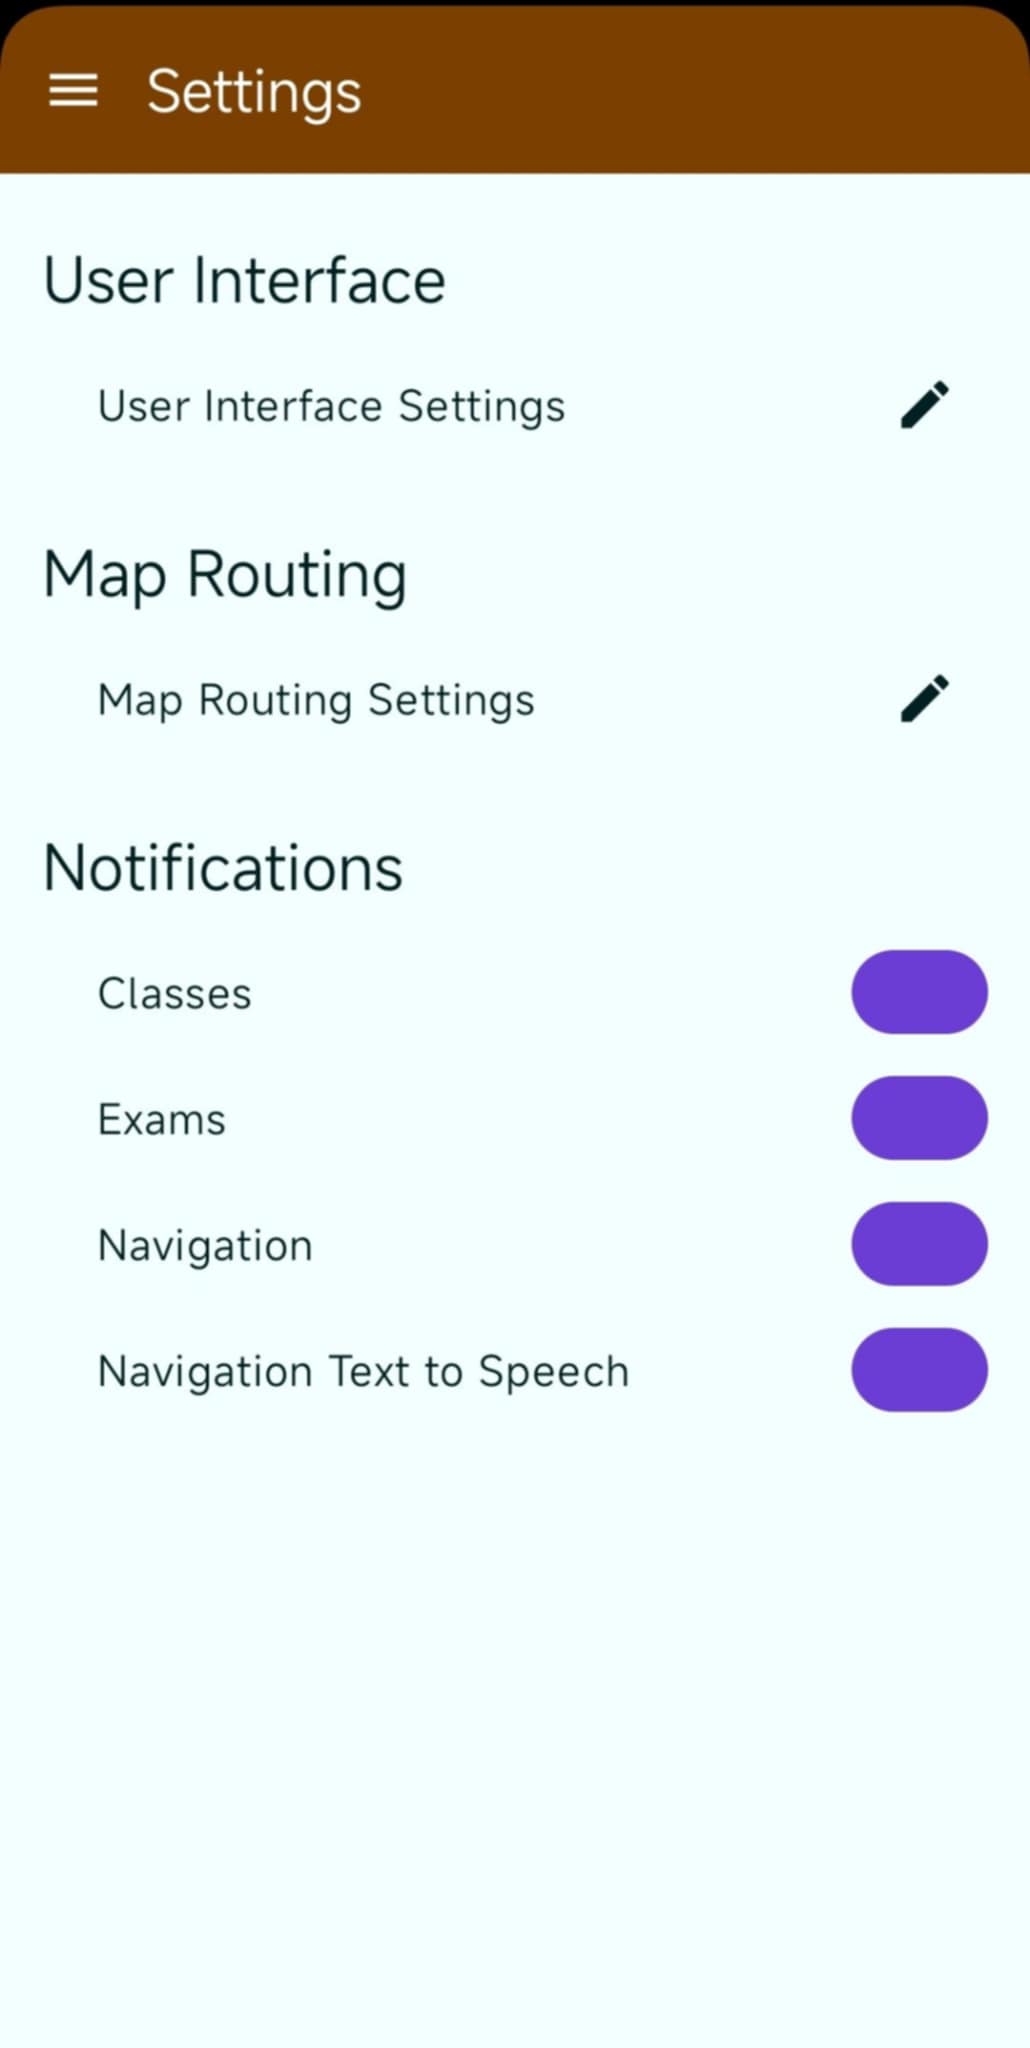 Settings
User Interface
User Interface Settings
Map Routing
Map Routing Settings
Notifications
Classes
Exams
Navigation
Navigation Text to Speech